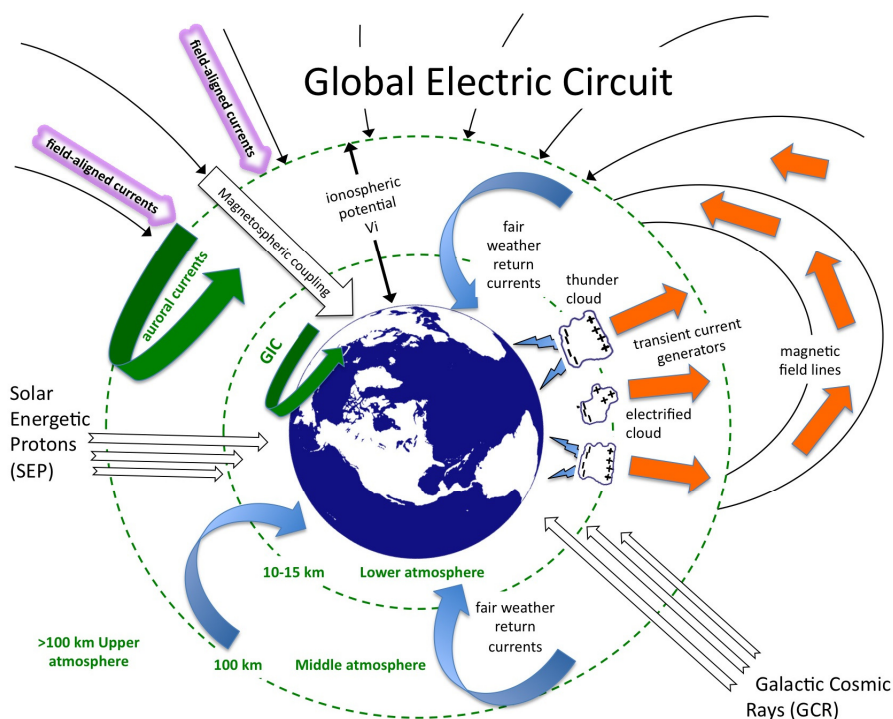 Global Electric Circuit
field-aligned currents
field-aligned currents
Magnetospheric coupling
ionospheric
potential
Vi
auroral currents
GIC
fair
weather
return
currents
thunder
cloud
transient current
generators
magnetic
field lines
electrified
cloud
Solar
Energetic
Protons
(SEP)
10-15 km
Lower atmosphere
fair weather
return
currents
>100 km Upper
atmosphere
100 km
Middle atmosphere
Galactic Cosmic
Rays (GCR)